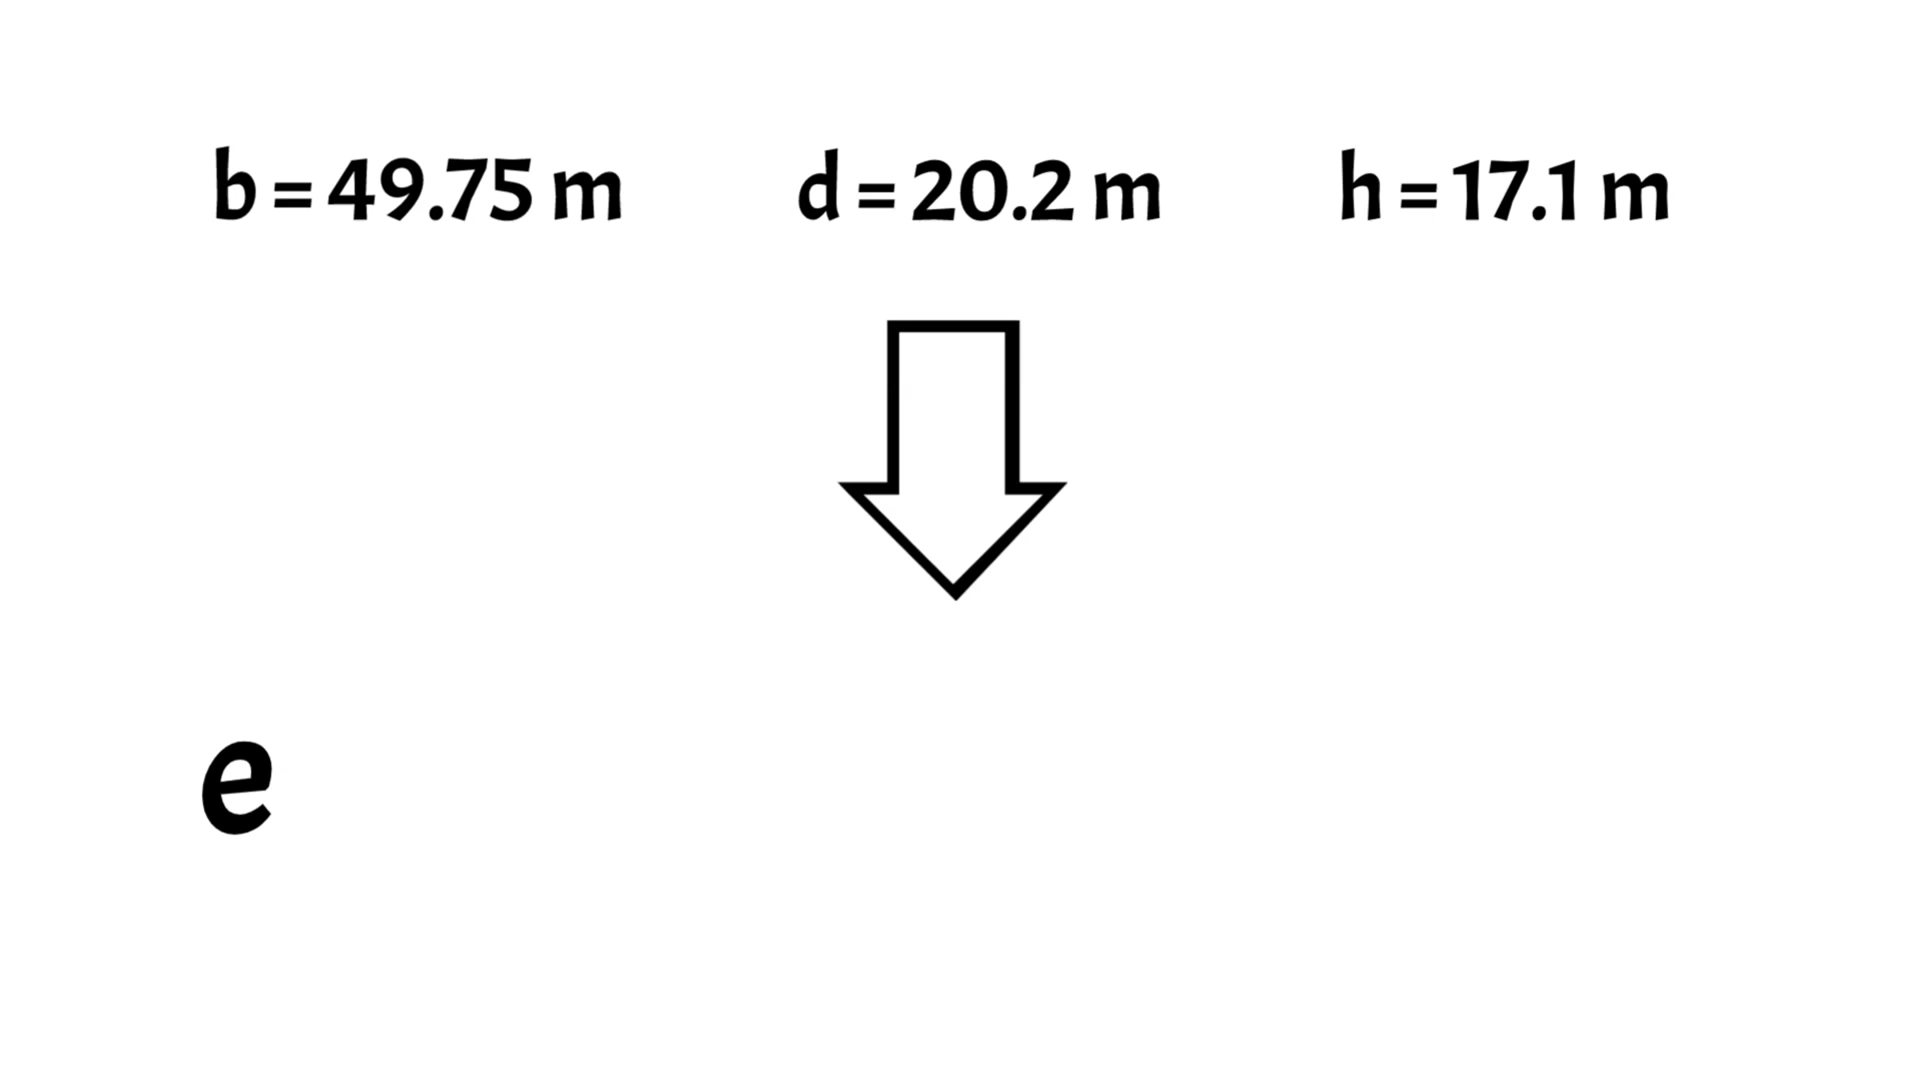 b = 49.75 m d = 20.2 m h = 17.1 m
e